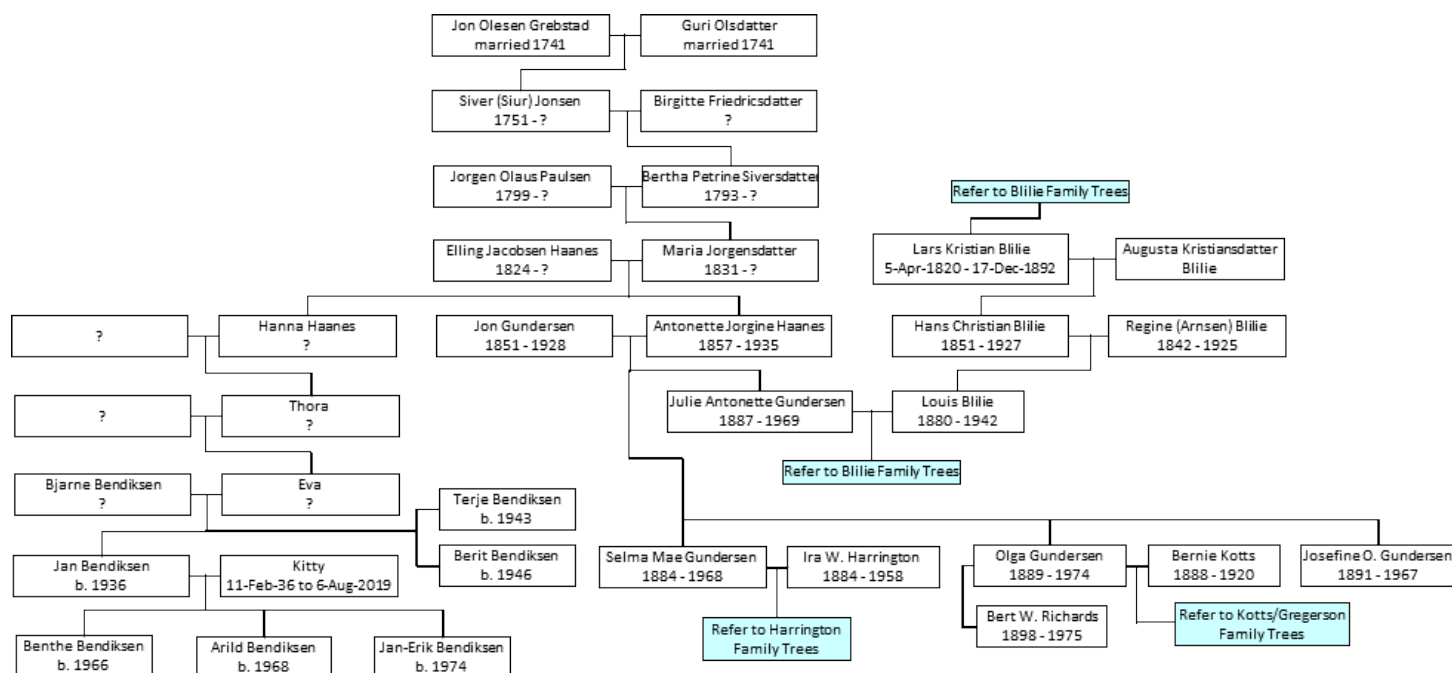 Jon Olesen Grebstad
married 1741
Guri Olsdatter
married 1741
Siver (Siur) Jonsen
1751 - ?
Birgitte Friedricsdatter
?
Jorgen Olaus Paulsen
1799 - ?
Bertha Petrine Siversdatter
1793 - ?
Refer to Blilie Family Trees
Elling Jacobsen Haanes
1824 - ?
Maria Jorgensdatter
1831 - ?
Lars Kristian Blilie
5-Apr-1820 - 17-Dec-1892
Augusta Kristiansdatter
Blilie
?
Hanna Haanes
?
Jon Gundersen
1851 - 1928
Antonette Jorgine Haanes
1857 - 1935
Hans Christian Blilie
1851 - 1927
Regine (Arnsen) Blilie
1842 - 1925
?
Thora
?
Julie Antonette Gundersen
1887 - 1969
Louis Blilie
1880 - 1942
Refer to Blilie Family Trees
Bjarne Bendiksen
?
Eva
?
Terje Bendiksen
b. 1943
Berit Bendiksen
b. 1946
Jan Bendiksen
b. 1936
Kitty
11-Feb-36 to 6-Aug-2019
Selma Mae Gundersen
1884 - 1968
Ira W. Harrington
1884 - 1958
Olga Gundersen
1889 - 1974
Bernie Kotts
1888 - 1920
Josefine O. Gundersen
1891 - 1967
Benthe Bendiksen
b. 1966
Arild Bendiksen
b. 1968
Jan-Erik Bendiksen
b. 1974
Refer to Harrington
Family Trees
Bert W. Richards
1898 - 1975
Refer to Kotts/Gregerson
Family Trees